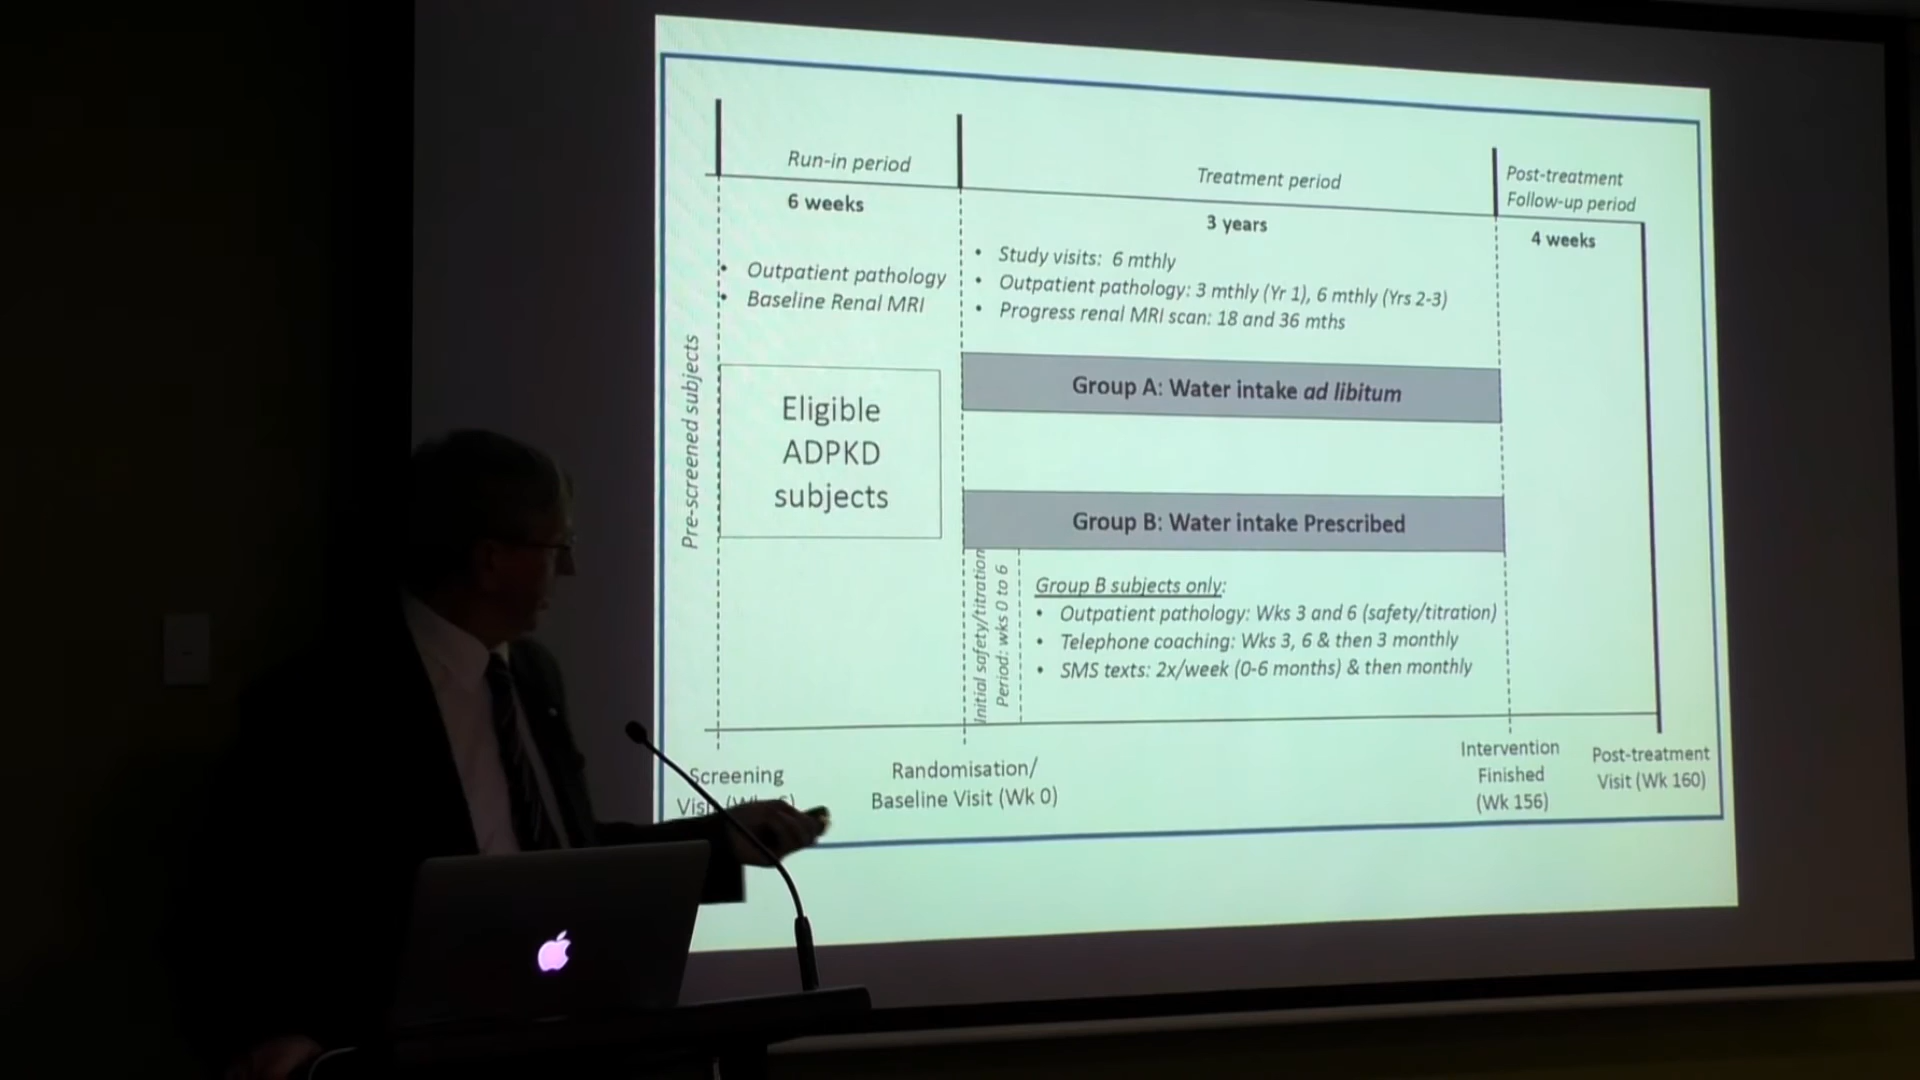 Run-in period
6 weeks
Treatment period
3 years
Post-treatment
Follow-up period
4 weeks
• Outpatient pathology
• Baseline Renal MRI
• Study visits: 6 mthly
• Outpatient pathology: 3 mthly (Yr 1), 6 mthly (Yrs 2-3)
• Progress renal MRI scan: 18 and 36 mths
Pre-screened subjects
Eligible
ADPKD
subjects
Group A: Water intake ad libitum
Group B: Water intake Prescribed
Initial safety/titration
Period: wks 0 to 6
Group B subjects only:
• Outpatient pathology: Wks 3 and 6 (safety/titration)
• Telephone coaching: Wks 3, 6 & then 3 monthly
• SMS texts: 2x/week (0-6 months) & then monthly
Screening
Randomisation/
Baseline Visit (Wk 0)
Intervention
Finished
(Wk 156)
Post-treatment
Visit (Wk 160)